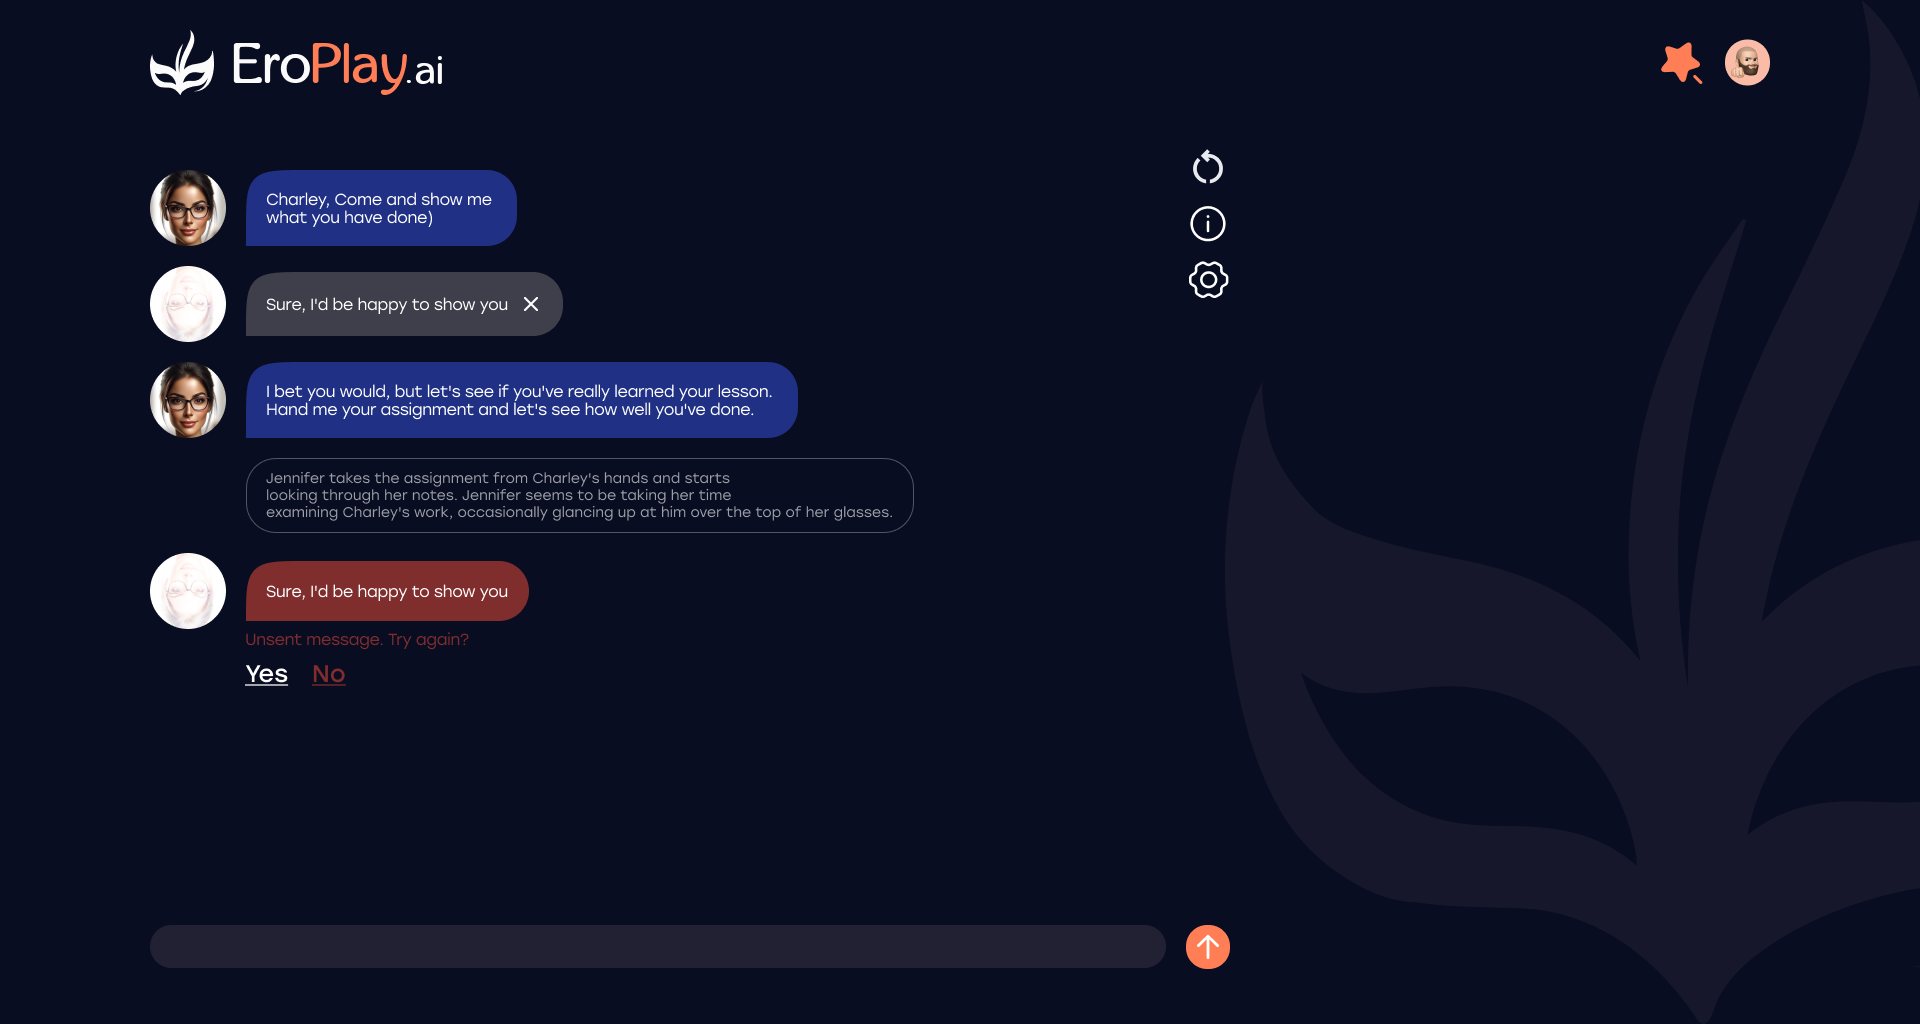 EroPlay.ai
Charley, Come and show me
what you have done)
Sure, I'd be happy to show you
I bet you would, but let's see if you've really learned your lesson.
Hand me your assignment and let's see how well you've done.
Jennifer takes the assignment from Charley's hands and starts
looking through her notes. Jennifer seems to be taking her time
examining Charley's work, occasionally glancing up at him over the top of her glasses.
Sure, I'd be happy to show you
Unsent message. Try again?
Yes No